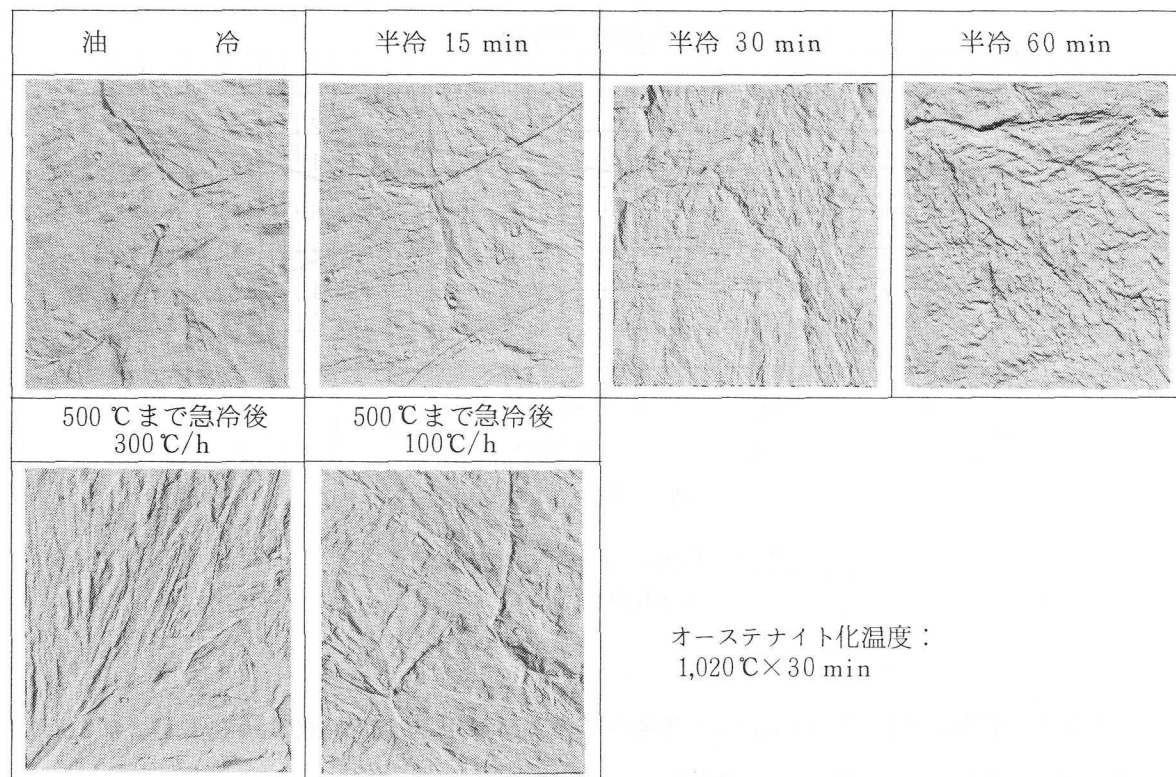 油冷
半冷 15 min
半冷 30 min
半冷 60 min
500℃まで急冷後
300℃/h
500℃まで急冷後
100℃/h
オーステナイト化温度:
1,020℃×30 min